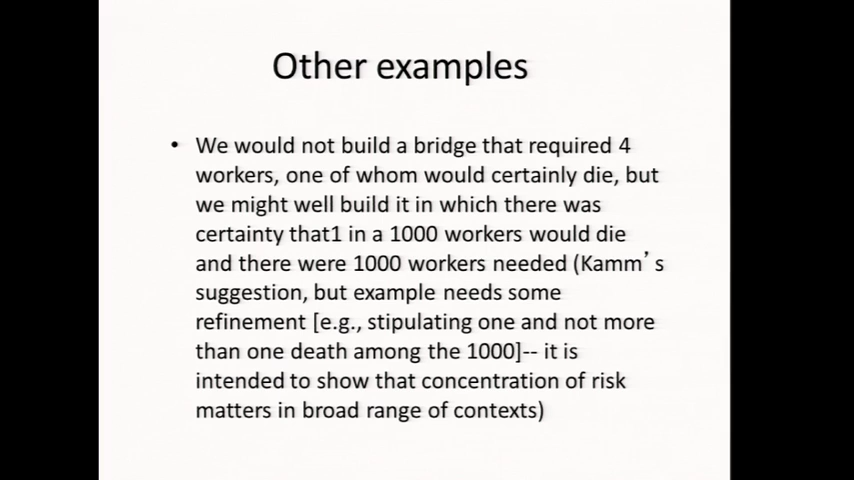 Other examples
• We would not build a bridge that required 4
workers, one of whom would certainly die, but
we might well build it in which there was
certainty that1 in a 1000 workers would die
and there were 1000 workers needed (Kamm’s
suggestion, but example needs some
refinement [e.g., stipulating one and not more
than one death among the 1000]-- it is
intended to show that concentration of risk
matters in broad range of contexts)